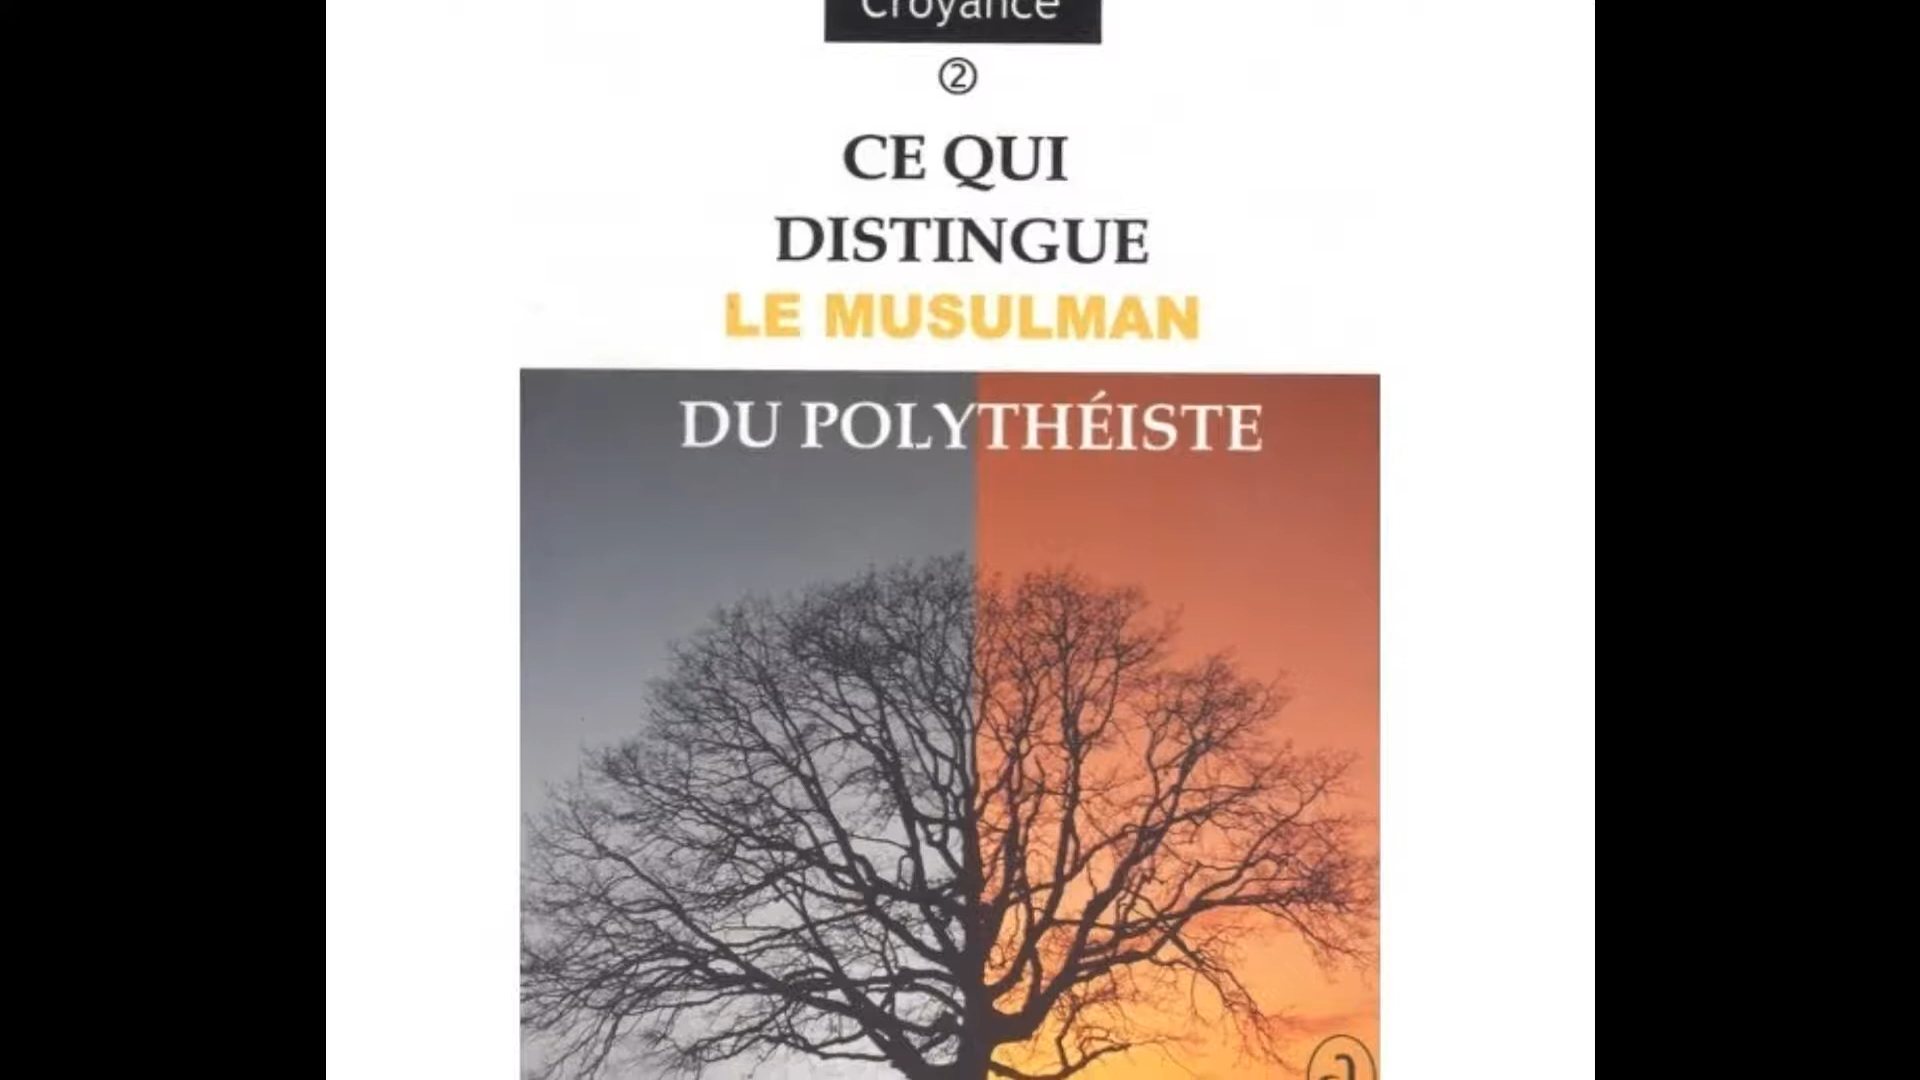 Croyance
②
CE QUI
DISTINGUE
LE MUSULMAN
DU POLYTHÉISTE